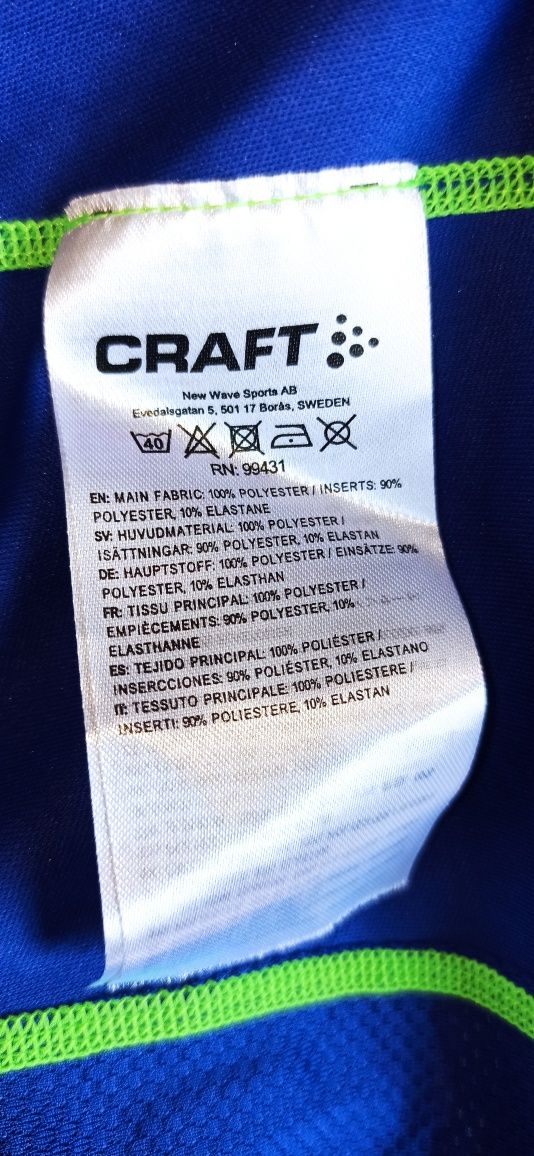 CRAFT
New Wave Sports AB
Evedalsgatan 5, 501 17 Borås, SWEDEN
40
RN: 99431
EN: MAIN FABRIC: 100% POLYESTER / INSERTS: 90%
POLYESTER, 10% ELASTANE
SV: HUVUDMATERIAL: 100% POLYESTER /
ISÄTTNINGAR: 90% POLYESTER, 10% ELASTAN
DE: HAUPTSTOFF: 100% POLYESTER / EINSÄTZE: 90%
POLYESTER, 10% ELASTHAN
FR: TISSU PRINCIPAL: 100% POLYESTER /
EMPIÈCEMENTS: 90% POLYESTER, 10%
ELASTHANNE
ES: TEJIDO PRINCIPAL: 100% POLIÉSTER /
INSERCCIONES: 90% POLIÉSTER, 10% ELASTANO
IT: TESSUTO PRINCIPALE: 100% POLIESTERE /
INSERTI: 90% POLIESTERE, 10% ELASTAN